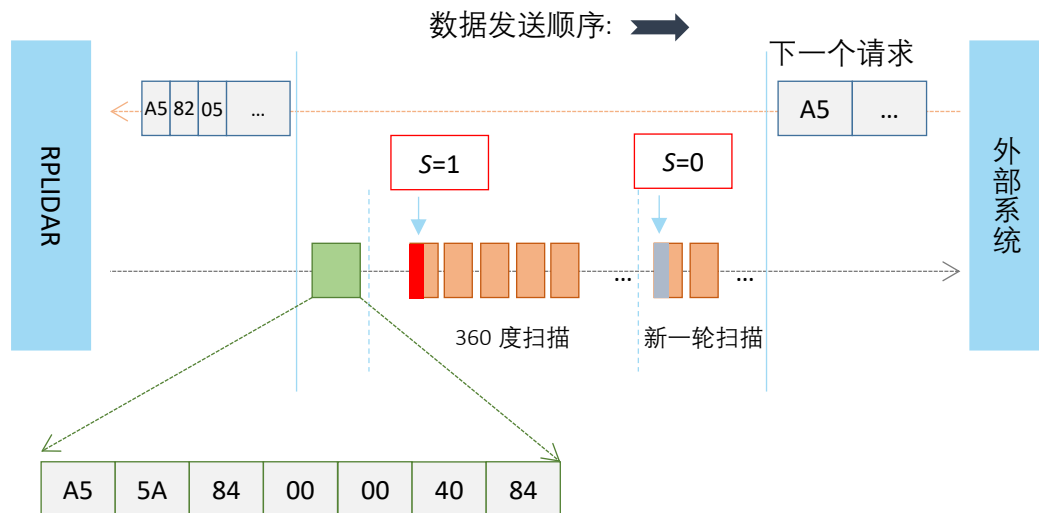 数据发送顺序:
下一个请求
A5 82 05 ...
A5 ...
RPLIDAR
外部系统
S=1
S=0
... ...
360 度扫描
新一轮扫描
A5 5A 84 00 00 40 84